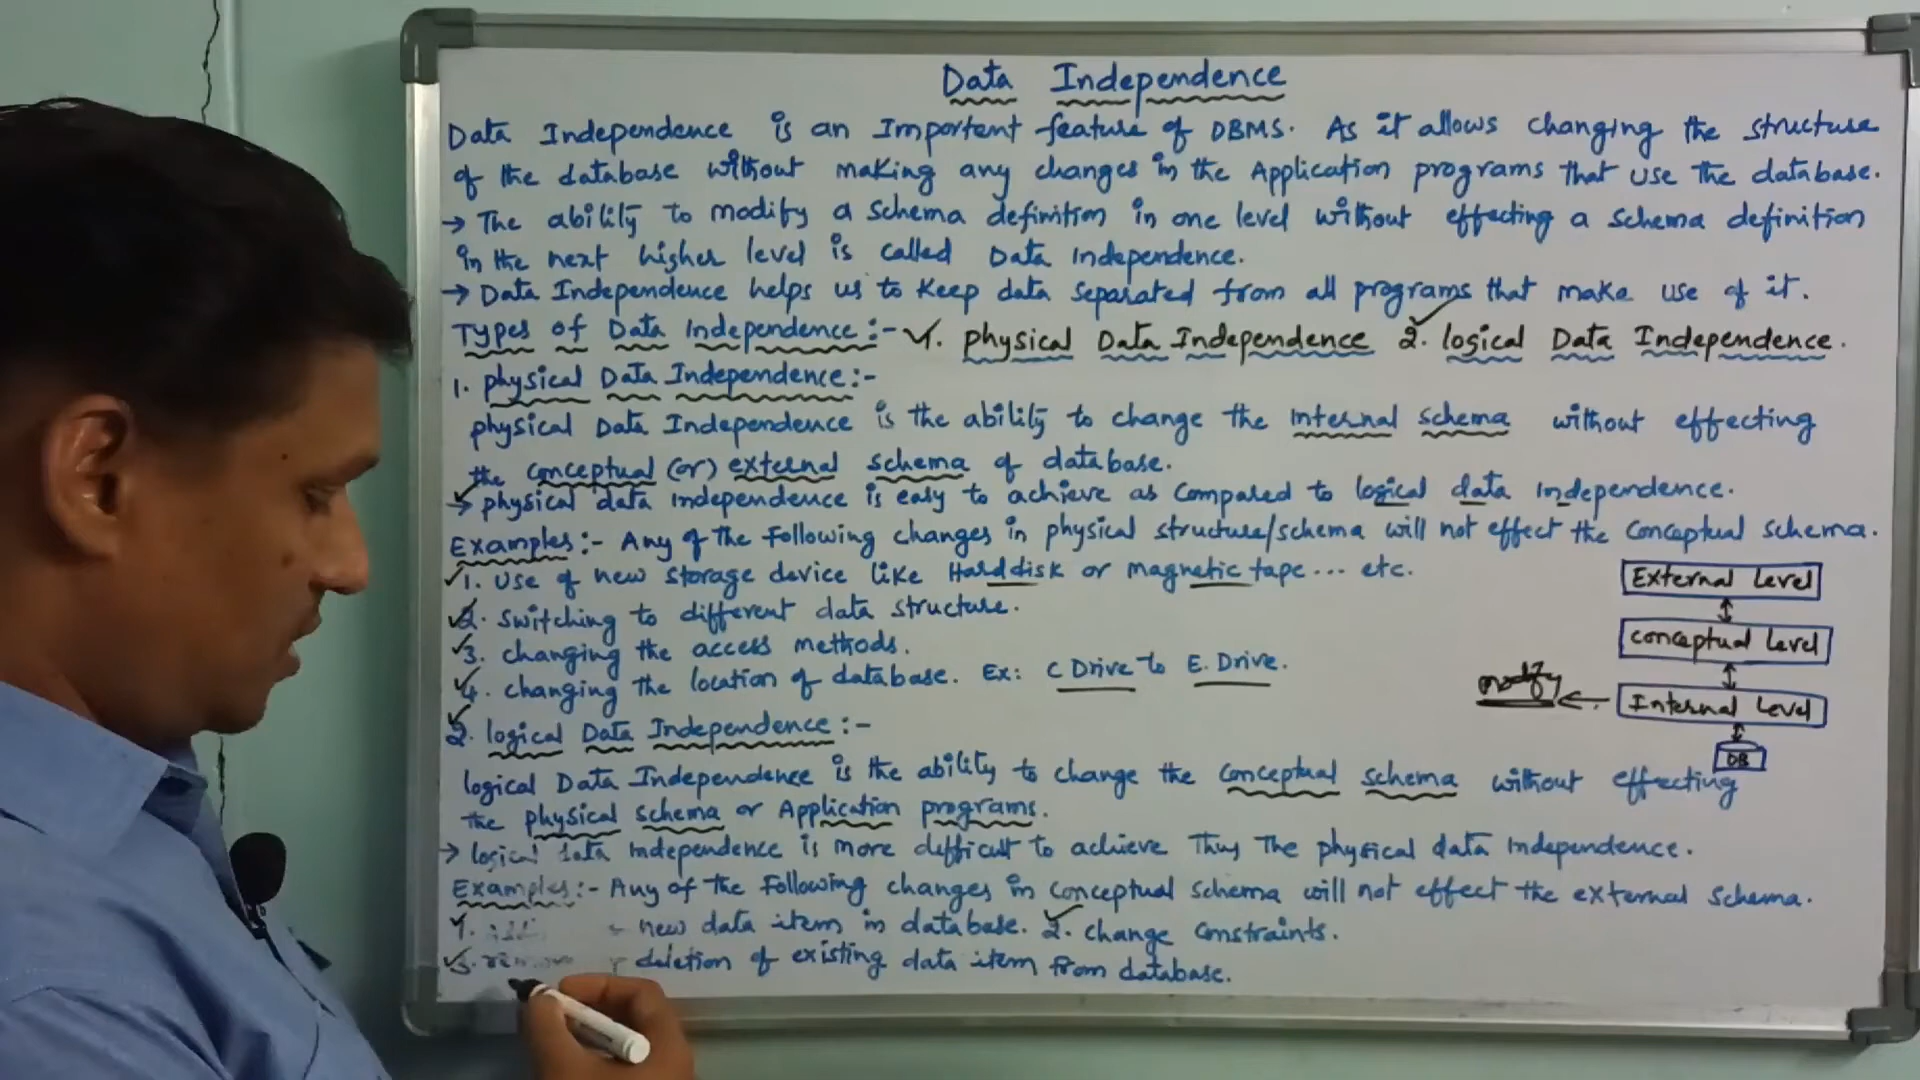 Data Independence
Data Independence is an Important feature of DBMS. As it allows changing the structure
of the database without making any changes in the Application programs that use the database.
→ The ability to modify a schema definition in one level without effecting a schema definition
in the next higher level is called Data Independence.
→ Data Independence helps us to keep data separated from all programs that make use of it.
Types of Data Independence:- 1. physical Data Independence 2. logical Data Independence.
1. physical Data Independence:-
physical Data Independence is the ability to change the internal schema without effecting
the conceptual (or) external schema of database.
→ physical data independence is easy to achieve as compared to logical data independence.
Examples:- Any of the following changes in physical structure/schema will not effect the conceptual schema.
1. Use of new storage device like Harddisk or magnetic tape... etc.
2. switching to different data structure.
3. changing the access methods.
4. changing the location of database. Ex: C Drive to E. Drive.
External Level
conceptual Level
modify ← Internal Level
DB
2. logical Data Independence:-
logical Data Independence is the ability to change the conceptual schema without effecting
the physical schema or Application programs.
→ logical data independence is more difficult to achieve Thuy the physical data independence.
Examples:- Any of the following changes in conceptual schema will not effect the external schema.
1. new data item in database. 2. change constraints.
3. deletion of existing data item from database.